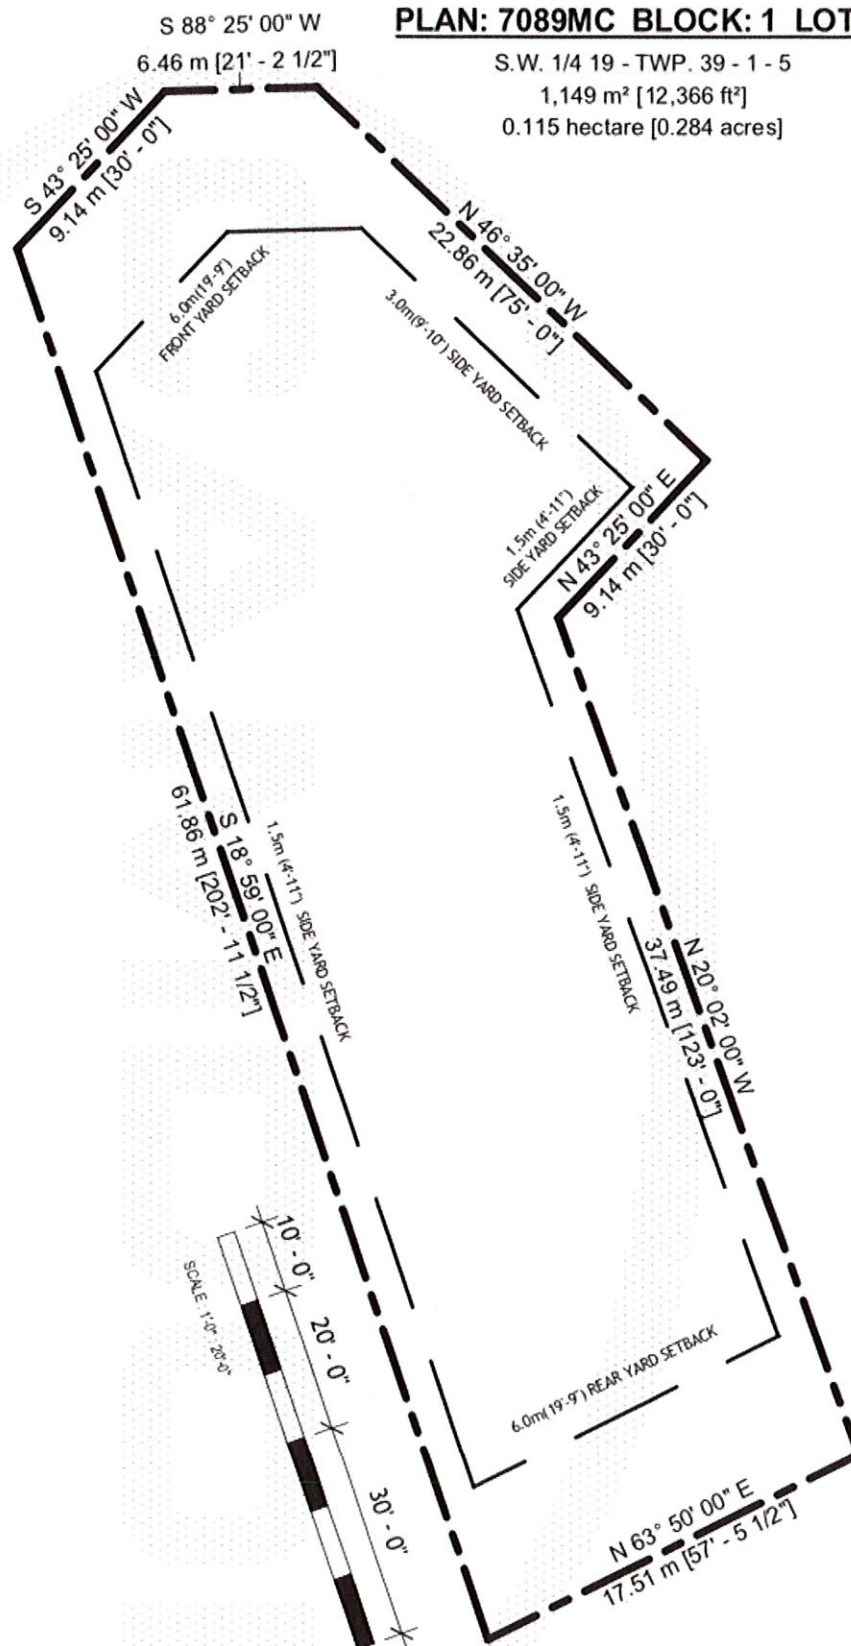 PLAN: 7089MC BLOCK: 1 LOT
S.W. 1/4 19 - TWP. 39 - 1 - 5
1,149 m² [12,366 ft²]
0.115 hectare [0.284 acres]
S 88° 25' 00" W
6.46 m [21' - 2 1/2"]
S 43° 25' 00" W
9.14 m [30' - 0"]
N 46° 35' 00" W
22.86 m [75' - 0"]
6.0m(19'-9")
FRONT YARD SETBACK
3.0m(9'-10") SIDE YARD SETBACK
1.5m (4'-11")
SIDE YARD SETBACK
N 43° 25' 00" E
9.14 m [30' - 0"]
S 18° 59' 00" E
61.86 m [202' - 11 1/2"]
1.5m (4'-11") SIDE YARD SETBACK
1.5m (4'-11") SIDE YARD SETBACK
N 20° 02' 00" W
37.49 m [123' - 0"]
10' - 0"
20' - 0"
30' - 0"
SCALE : 1'-0" : 20'-0"
6.0m(19'-9") REAR YARD SETBACK
N 63° 50' 00" E
17.51 m [57' - 5 1/2"]